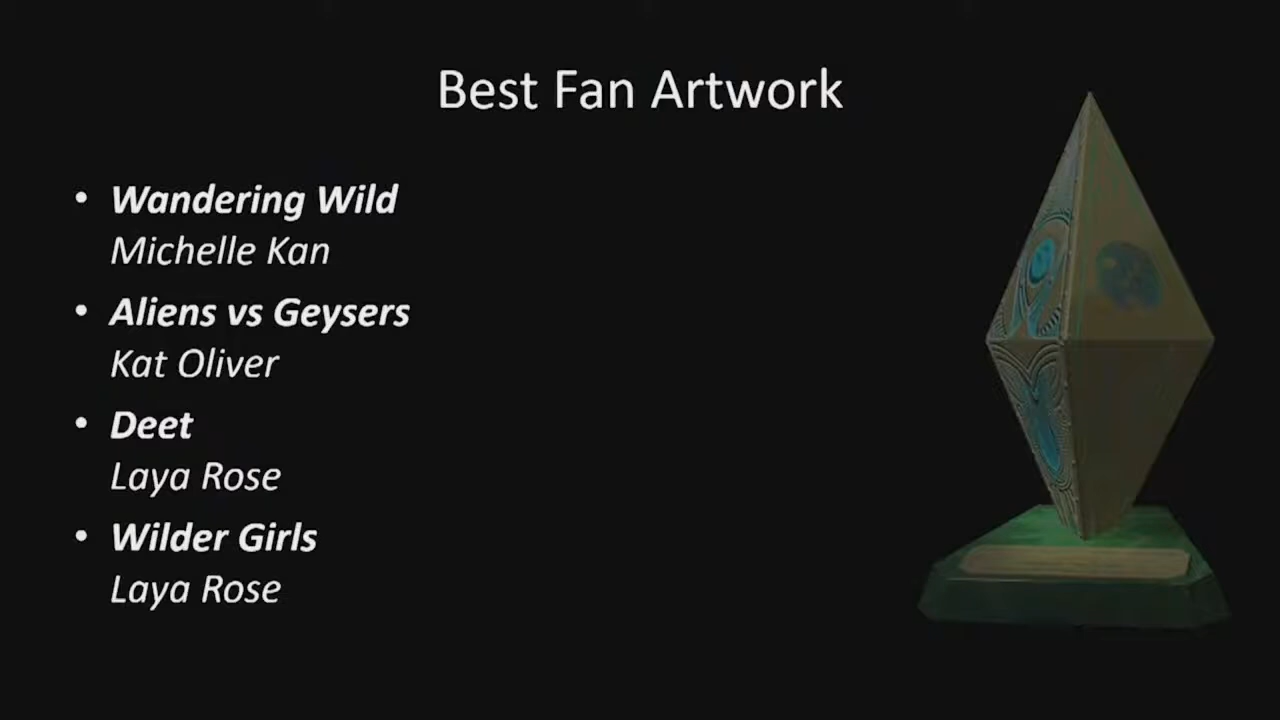 Best Fan Artwork
• Wandering Wild
Michelle Kan
• Aliens vs Geysers
Kat Oliver
• Deet
Laya Rose
• Wilder Girls
Laya Rose